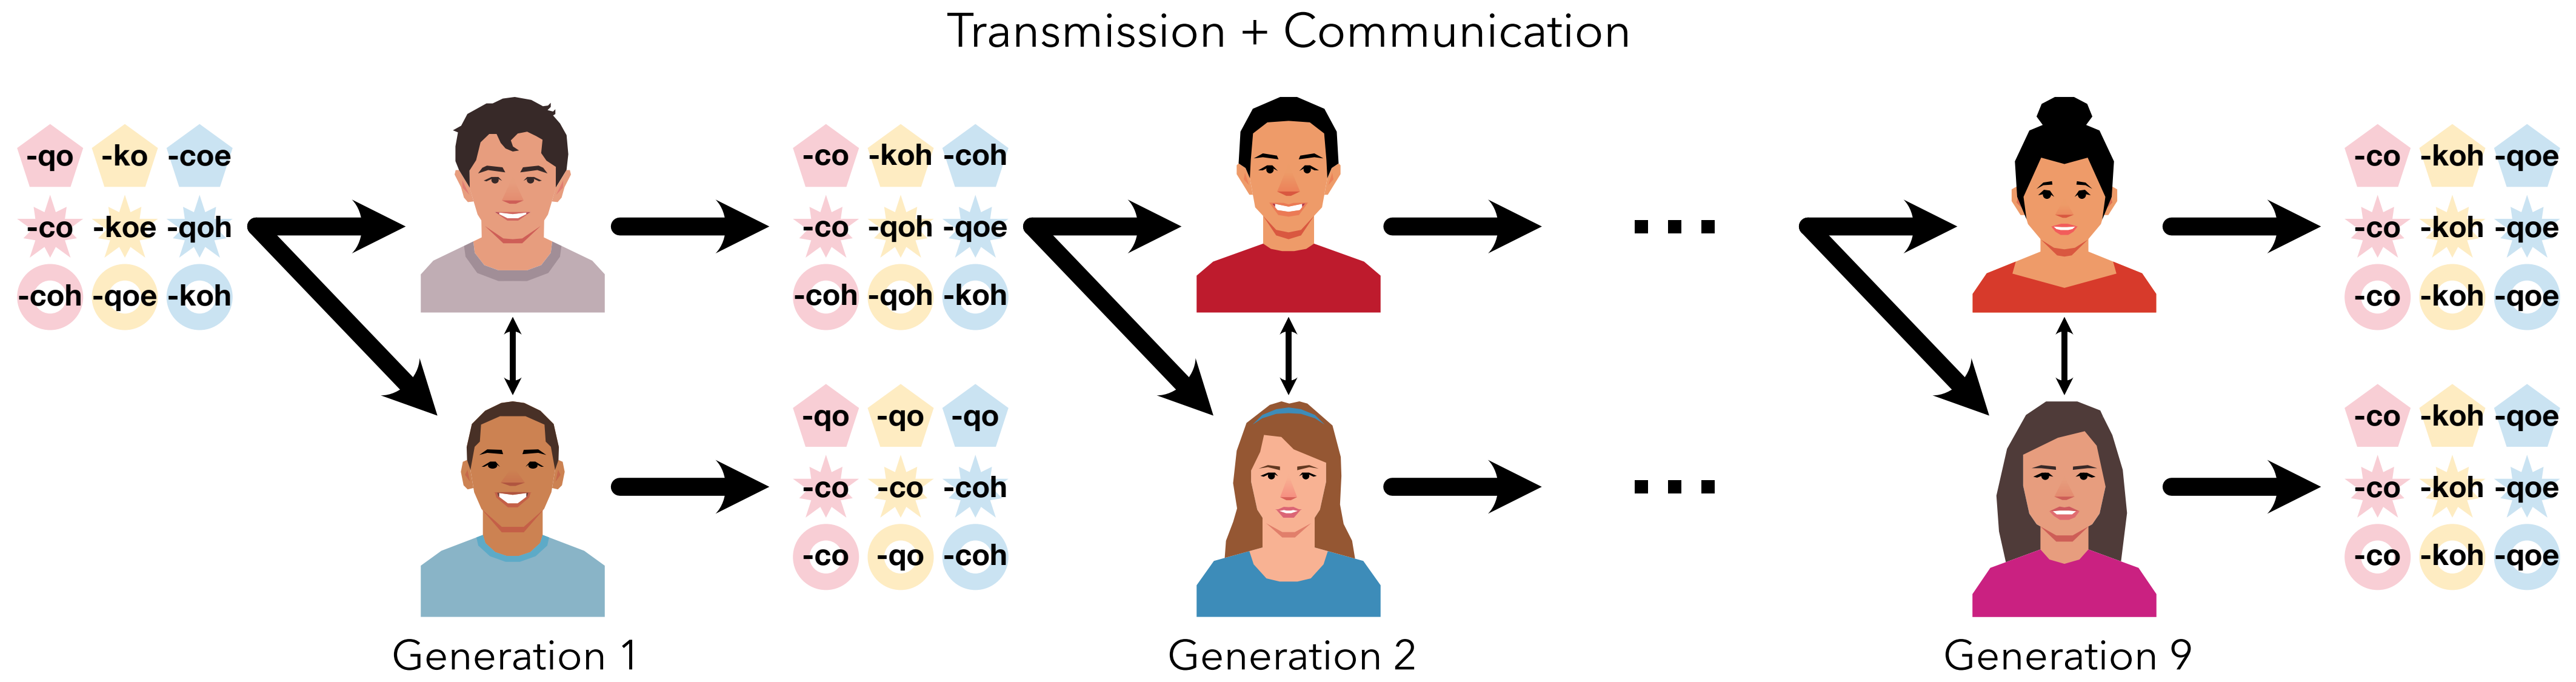 Transmission + Communication
-qo -ko -coe
-co -koe -qoh
-coh -qoe -koh
-co -koh -coh
-co -qoh -qoe
-coh -qoh -koh
-qo -qo -qo
-co -co -coh
-co -qo -coh
...
...
-co -koh -qoe
-co -koh -qoe
-co -koh -qoe
-co -koh -qoe
-co -koh -qoe
-co -koh -qoe
Generation 1
Generation 2
Generation 9